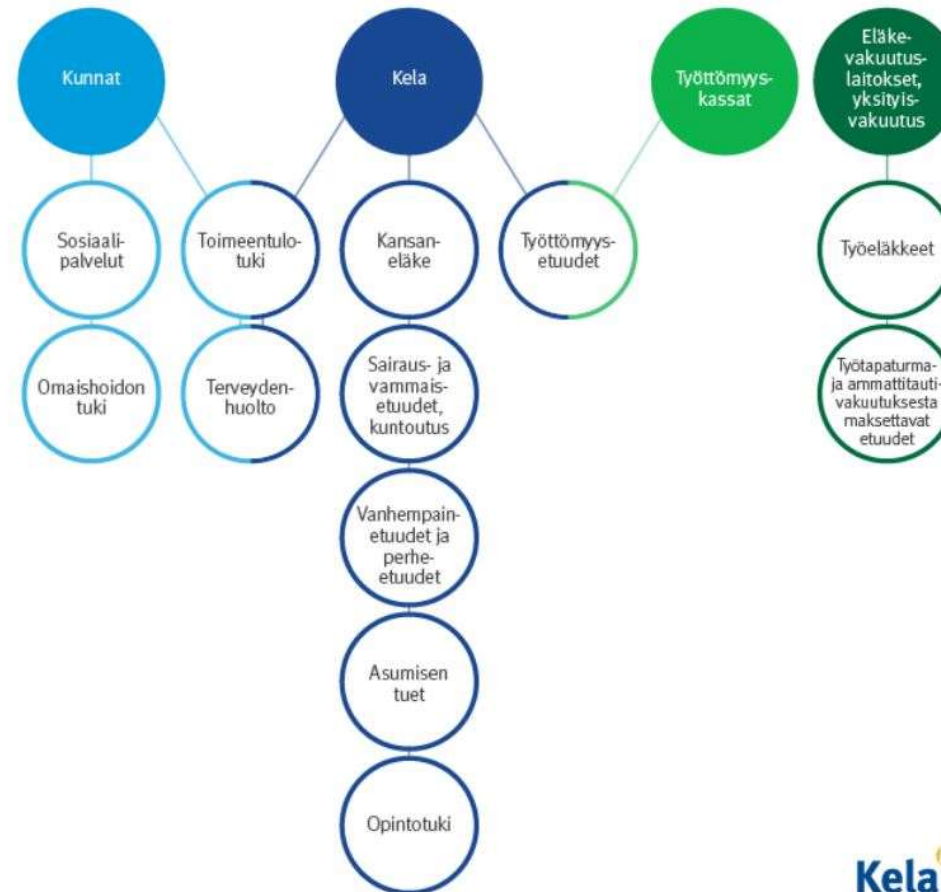 Kunnat
Kela
Työttömyys-
kassat
Eläke-
vakuutus-
laitokset,
yksityis-
vakuutus
Sosiaali-
palvelut
Toimeentulo-
tuki
Kansan-
eläke
Työttömyys-
etuudet
Työeläkkeet
Omaishoidon
tuki
Terveyden-
huolto
Sairaus- ja
vammais-
etuudet,
kuntoutus
Työtapaturma-
ja ammattitauti-
vakuutuksesta
maksettavat
etuudet
Vanhempain-
etuudet ja
perhe-
etuudet
Asumisen
tuet
Opintotuki
Kela